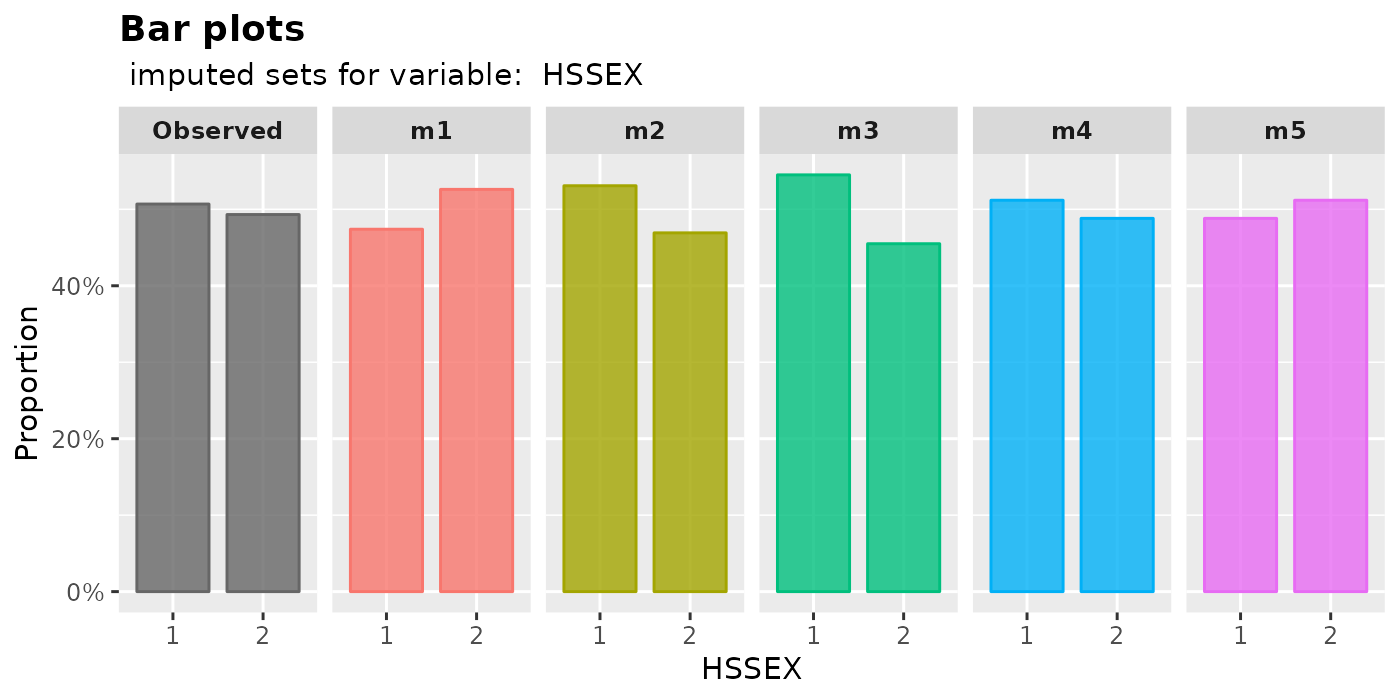 Bar plots
imputed sets for variable:  HSSEX
Observed m1 m2 m3 m4 m5
Proportion
40%
20%
0%
1 2 1 2 1 2 1 2 1 2 1 2
HSSEX